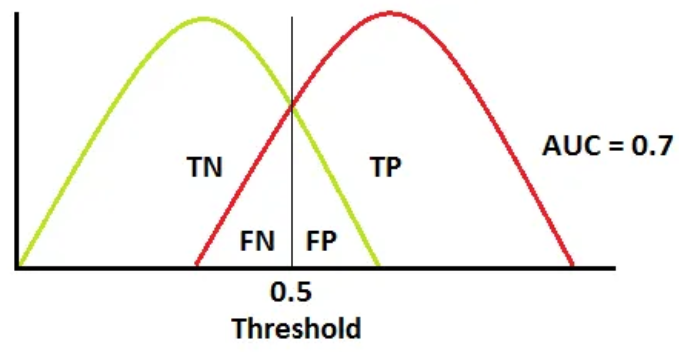 AUC = 0.7
TN
TP
FN
FP
0.5
Threshold